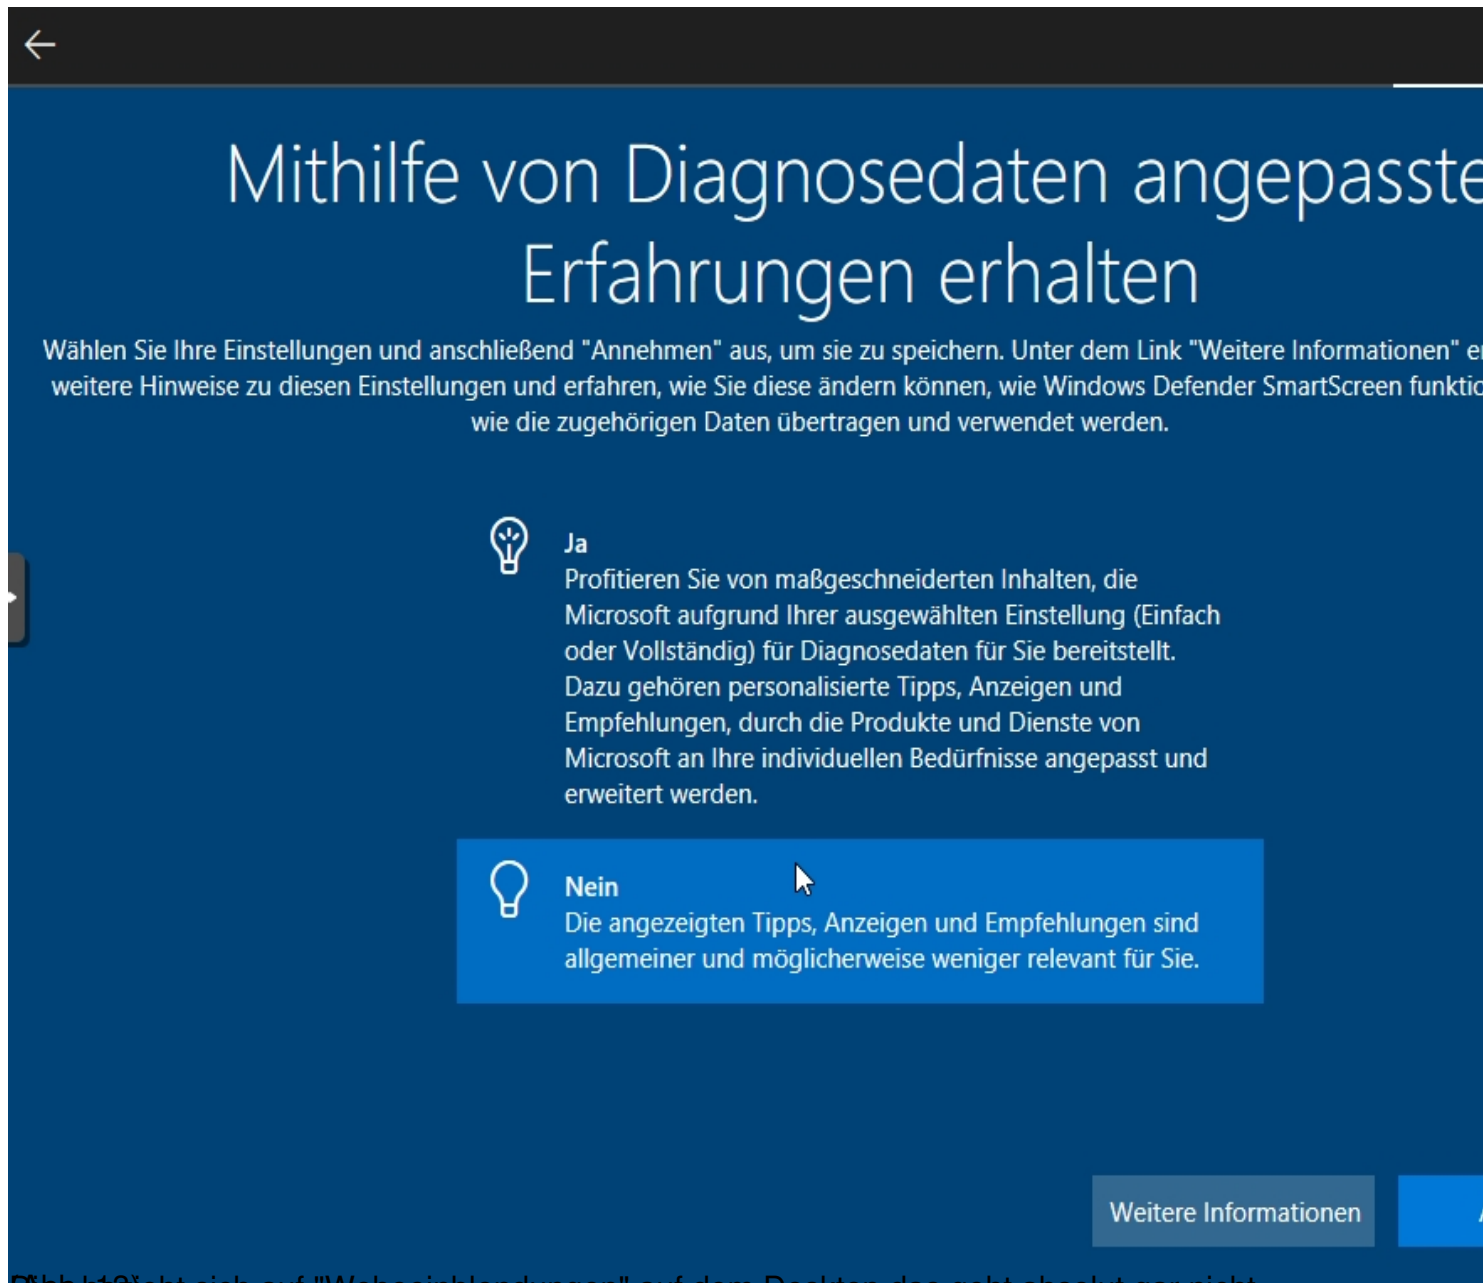 Mithilfe von Diagnosedaten angepasste
Erfahrungen erhalten
Wählen Sie Ihre Einstellungen und anschließend "Annehmen" aus, um sie zu speichern. Unter dem Link "Weitere Informationen"
weitere Hinweise zu diesen Einstellungen und erfahren, wie Sie diese ändern können, wie Windows Defender SmartScreen
wie die zugehörigen Daten übertragen und verwendet werden.
Ja
Profitieren Sie von maßgeschneiderten Inhalten, die
Microsoft aufgrund Ihrer ausgewählten Einstellung (Einfach
oder Vollständig) für Diagnosedaten für Sie bereitstellt.
Dazu gehören personalisierte Tipps, Anzeigen und
Empfehlungen, durch die Produkte und Dienste von
Microsoft an Ihre individuellen Bedürfnisse angepasst und
erweitert werden.
Nein
Die angezeigten Tipps, Anzeigen und Empfehlungen sind
allgemeiner und möglicherweise weniger relevant für Sie.
Weitere Informationen